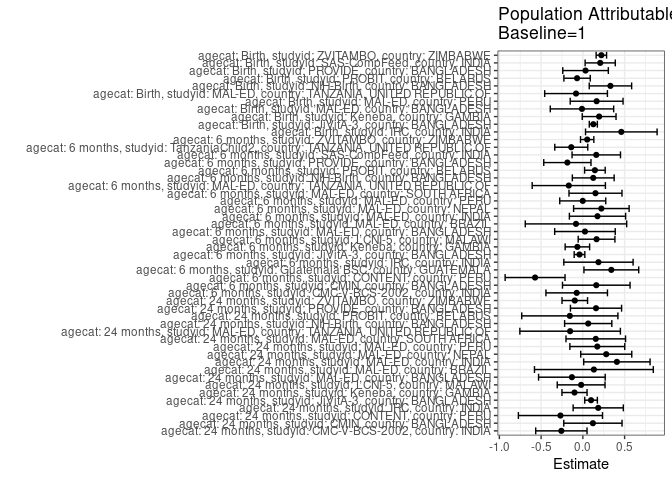 Population Attributable
Baseline=1
agecat: Birth, studyid: ZVITAMBO, country: ZIMBABWE
agecat: Birth, studyid: SAS-CompFeed, country: INDIA
agecat: Birth, studyid: PROVIDE, country: BANGLADESH
agecat: Birth, studyid: PROBIT, country: BELARUS
agecat: Birth, studyid: NIH-Birth, country: BANGLADESH
agecat: Birth, studyid: MAL-ED, country: TANZANIA, UNITED REPUBLIC OF
agecat: Birth, studyid: MAL-ED, country: PERU
agecat: Birth, studyid: MAL-ED, country: BANGLADESH
agecat: Birth, studyid: Keneba, country: GAMBIA
agecat: Birth, studyid: JiVitA-3, country: BANGLADESH
agecat: Birth, studyid: IRC, country: INDIA
agecat: 6 months, studyid: ZVITAMBO, country: ZIMBABWE
agecat: 6 months, studyid: TanzaniaChild2, country: TANZANIA, UNITED REPUBLIC OF
agecat: 6 months, studyid: SAS-CompFeed, country: INDIA
agecat: 6 months, studyid: PROVIDE, country: BANGLADESH
agecat: 6 months, studyid: PROBIT, country: BELARUS
agecat: 6 months, studyid: NIH-Birth, country: BANGLADESH
agecat: 6 months, studyid: MAL-ED, country: TANZANIA, UNITED REPUBLIC OF
agecat: 6 months, studyid: MAL-ED, country: SOUTH AFRICA
agecat: 6 months, studyid: MAL-ED, country: PERU
agecat: 6 months, studyid: MAL-ED, country: NEPAL
agecat: 6 months, studyid: MAL-ED, country: INDIA
agecat: 6 months, studyid: MAL-ED, country: BRAZIL
agecat: 6 months, studyid: MAL-ED, country: BANGLADESH
agecat: 6 months, studyid: LCNI-5, country: MALAWI
agecat: 6 months, studyid: Keneba, country: GAMBIA
agecat: 6 months, studyid: JiVitA-3, country: BANGLADESH
agecat: 6 months, studyid: IRC, country: INDIA
agecat: 6 months, studyid: Guatemala BSC, country: GUATEMALA
agecat: 6 months, studyid: CONTENT, country: PERU
agecat: 6 months, studyid: CMIN, country: BANGLADESH
agecat: 6 months, studyid: CMC-V-BCS-2002, country: INDIA
agecat: 24 months, studyid: ZVITAMBO, country: ZIMBABWE
agecat: 24 months, studyid: PROVIDE, country: BANGLADESH
agecat: 24 months, studyid: PROBIT, country: BELARUS
agecat: 24 months, studyid: NIH-Birth, country: BANGLADESH
agecat: 24 months, studyid: MAL-ED, country: TANZANIA, UNITED REPUBLIC OF
agecat: 24 months, studyid: MAL-ED, country: SOUTH AFRICA
agecat: 24 months, studyid: MAL-ED, country: PERU
agecat: 24 months, studyid: MAL-ED, country: NEPAL
agecat: 24 months, studyid: MAL-ED, country: INDIA
agecat: 24 months, studyid: MAL-ED, country: BRAZIL
agecat: 24 months, studyid: MAL-ED, country: BANGLADESH
agecat: 24 months, studyid: LCNI-5, country: MALAWI
agecat: 24 months, studyid: Keneba, country: GAMBIA
agecat: 24 months, studyid: JiVitA-3, country: BANGLADESH
agecat: 24 months, studyid: IRC, country: INDIA
agecat: 24 months, studyid: CONTENT, country: PERU
agecat: 24 months, studyid: CMIN, country: BANGLADESH
agecat: 24 months, studyid: CMC-V-BCS-2002, country: INDIA
-1.0 -0.5 0.0 0.5
Estimate